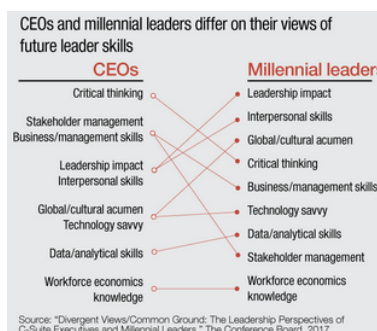 CEOs and millennial leaders differ on their views of
future leader skills
CEOs
Millennial leaders
Critical thinking
Stakeholder management
Business/management skills
Leadership impact
Interpersonal skills
Global/cultural acumen
Technology savvy
Data/analytical skills
Workforce economics
knowledge
Leadership impact
Interpersonal skills
Global/cultural acumen
Critical thinking
Business/management skills
Technology savvy
Data/analytical skills
Stakeholder management
Workforce economics
knowledge
Source: "Divergent Views/Common Ground: The Leadership Perspectives of
C-Suite Executives and Millennial Leaders," The Conference Board, 2017